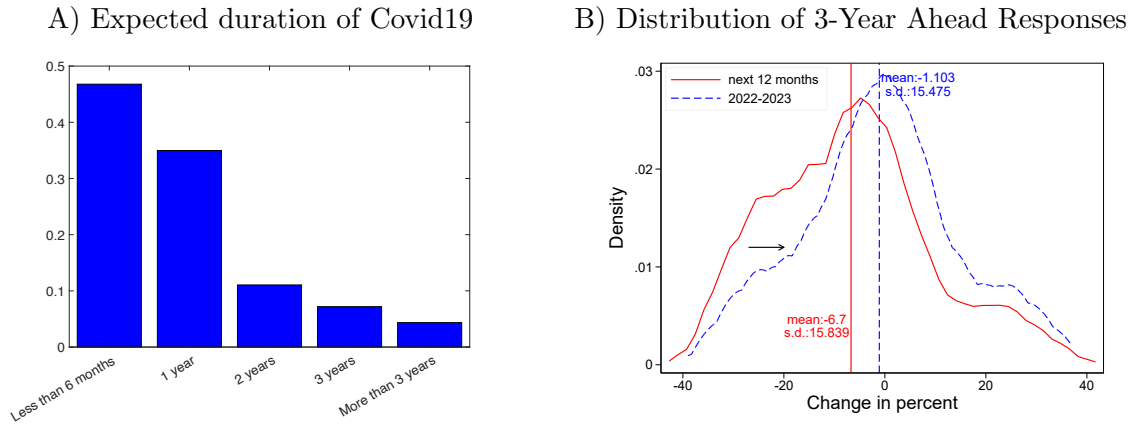 A) Expected duration of Covid19
0.5
0.4
0.3
0.2
0.1
0
Less than 6 months
1 year
2 years
3 years
More than 3 years
B) Distribution of 3-Year Ahead Responses
next 12 months
2022-2023
mean:-1.103
s.d.:15.475
mean:-6.7
s.d.:15.839
Density
.03
.02
.01
0
-40
-20
0
20
40
Change in percent